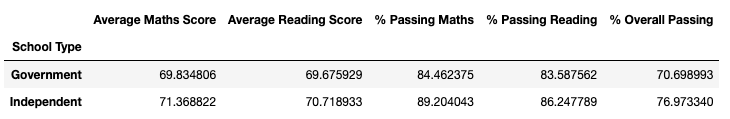 Average Maths Score Average Reading Score % Passing Maths % Passing Reading % Overall Passing
School Type
Government 69.834806 69.675929 84.462375 83.587562 70.698993
Independent 71.368822 70.718933 89.204043 86.247789 76.973340